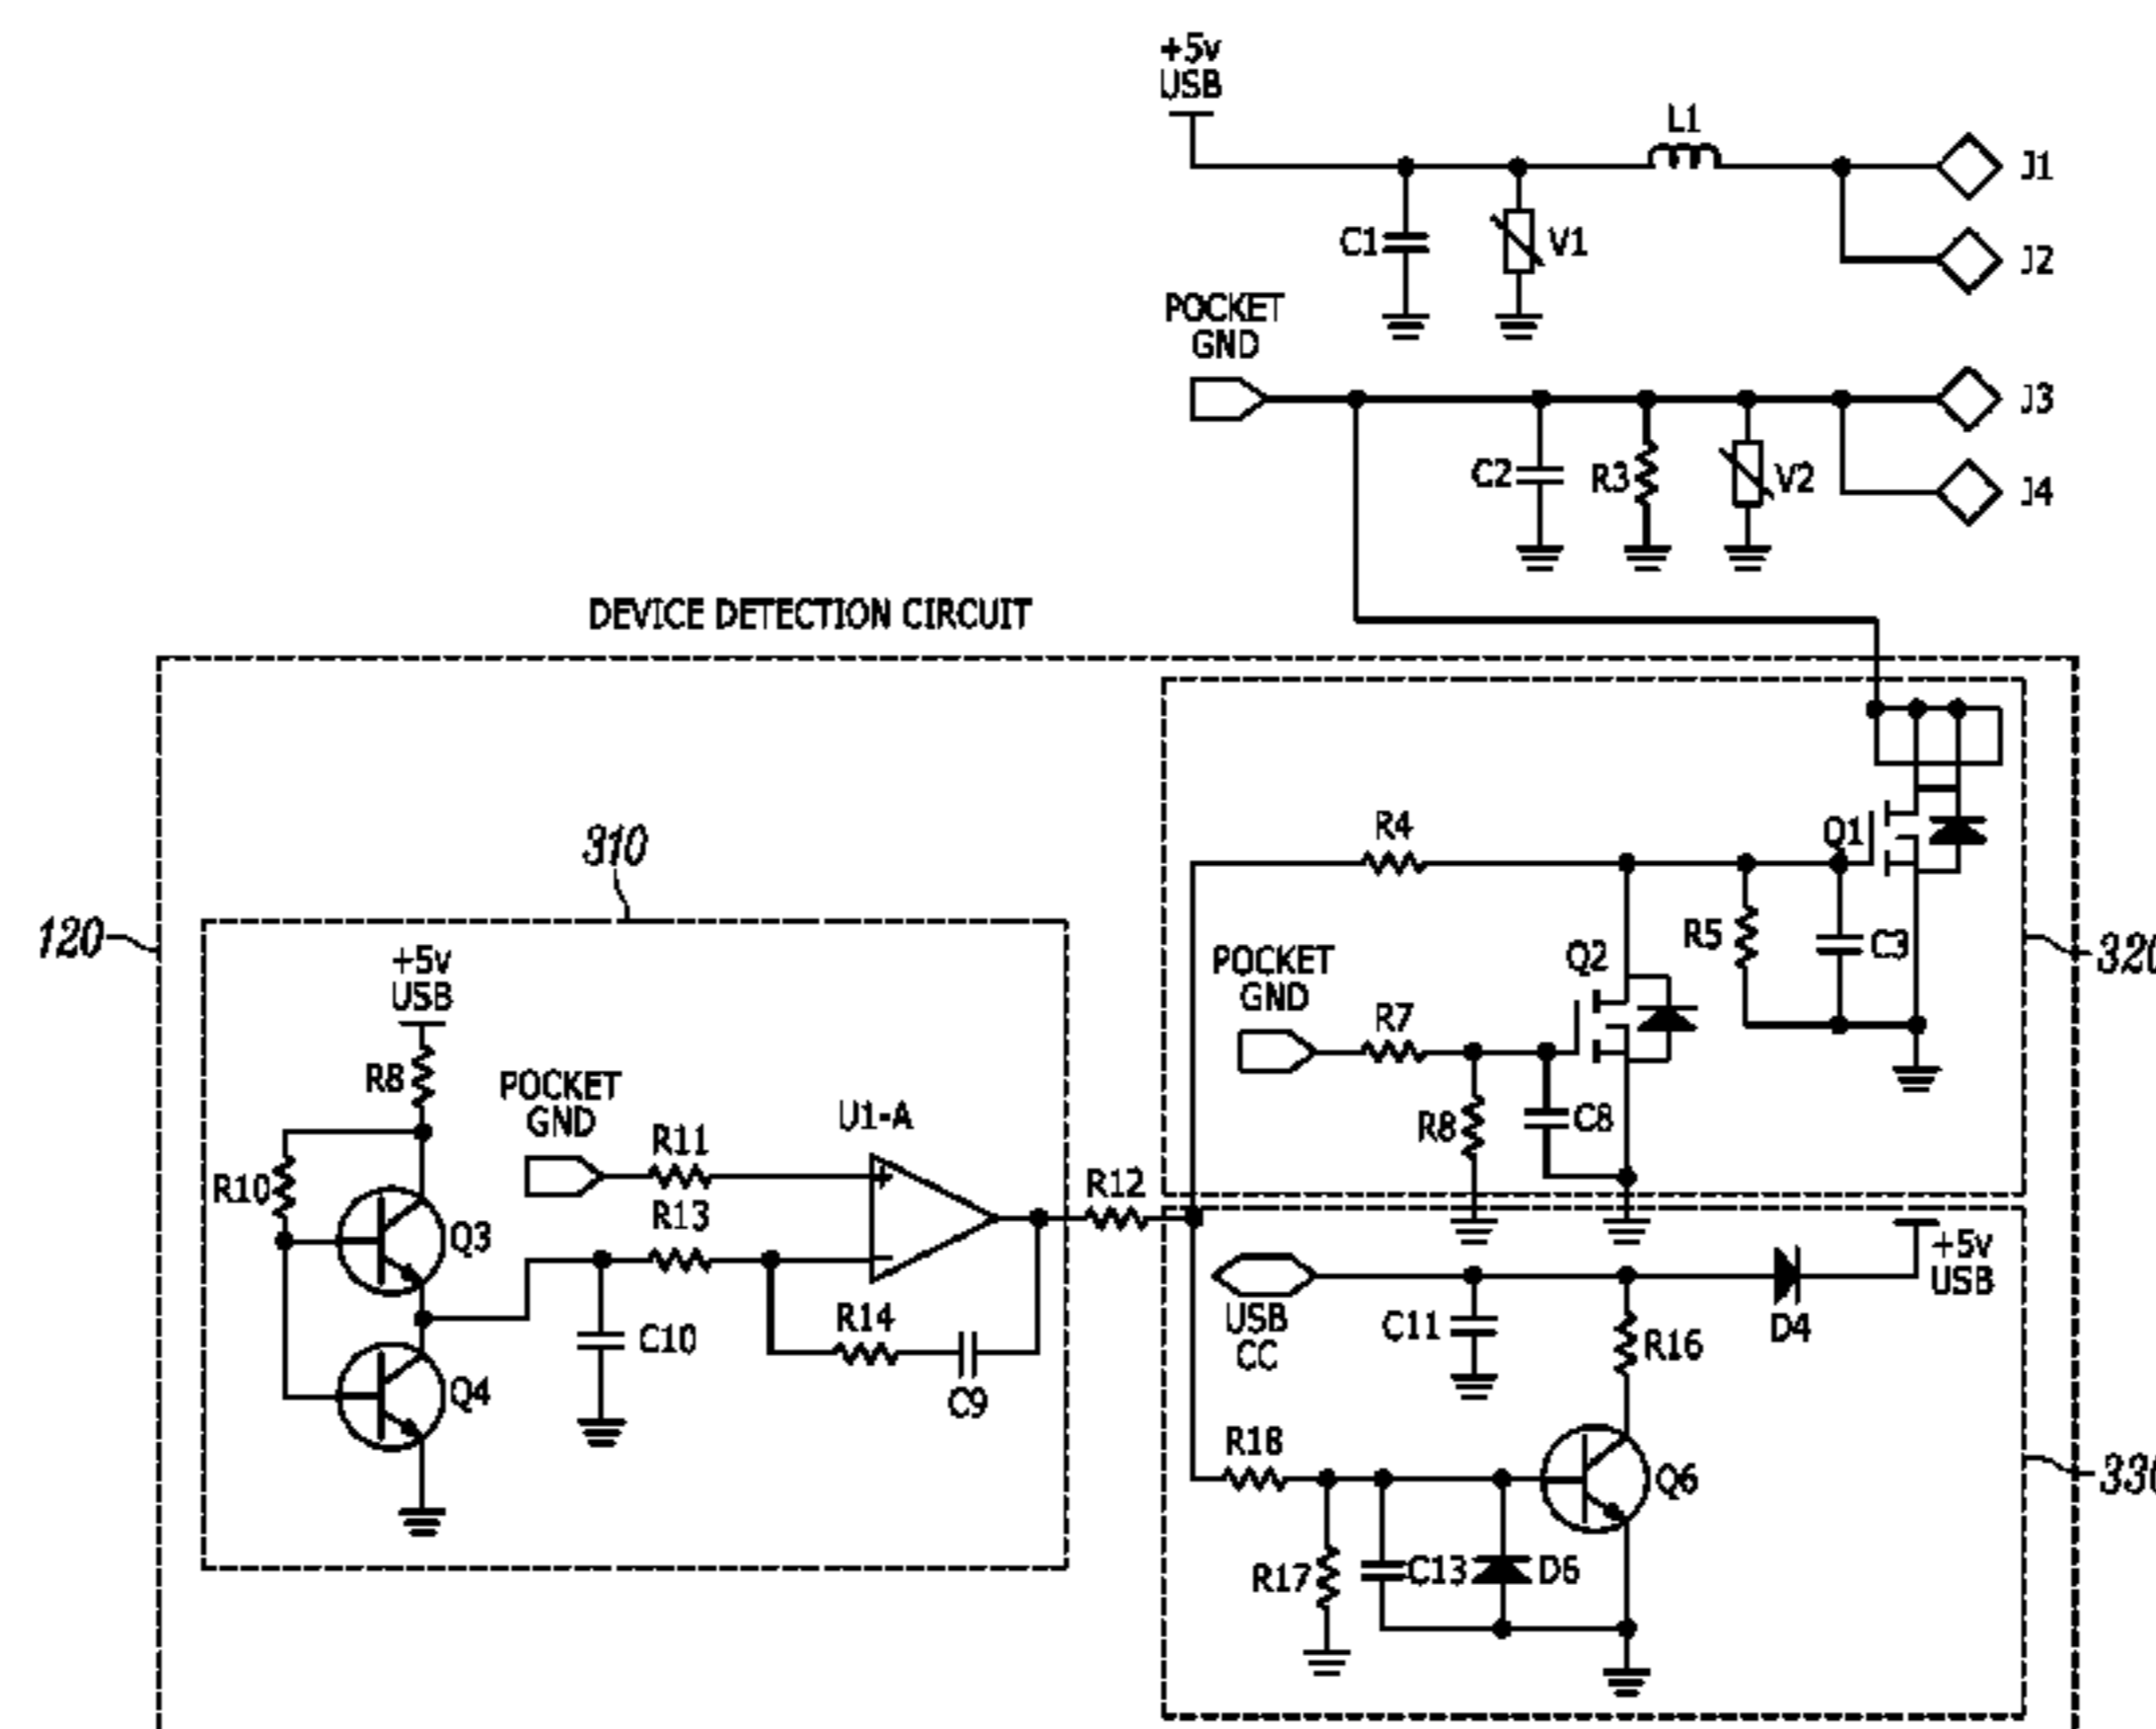 +5v
USB
L1
J1
C1
V1
J2
POCKET
GND
J3
C2
R3
V2
J4
DEVICE DETECTION CIRCUIT
310
120
R4
Q1
R5
C3
320
Q2
POCKET
GND
R7
R8
C8
+5v
USB
R8
POCKET
GND
R11
U1-A
R10
R13
R12
Q3
+
−
R14
C10
Q4
C9
+5v
USB
USB
CC
C11
R16
D4
R18
Q6
330
R17
C13
D6